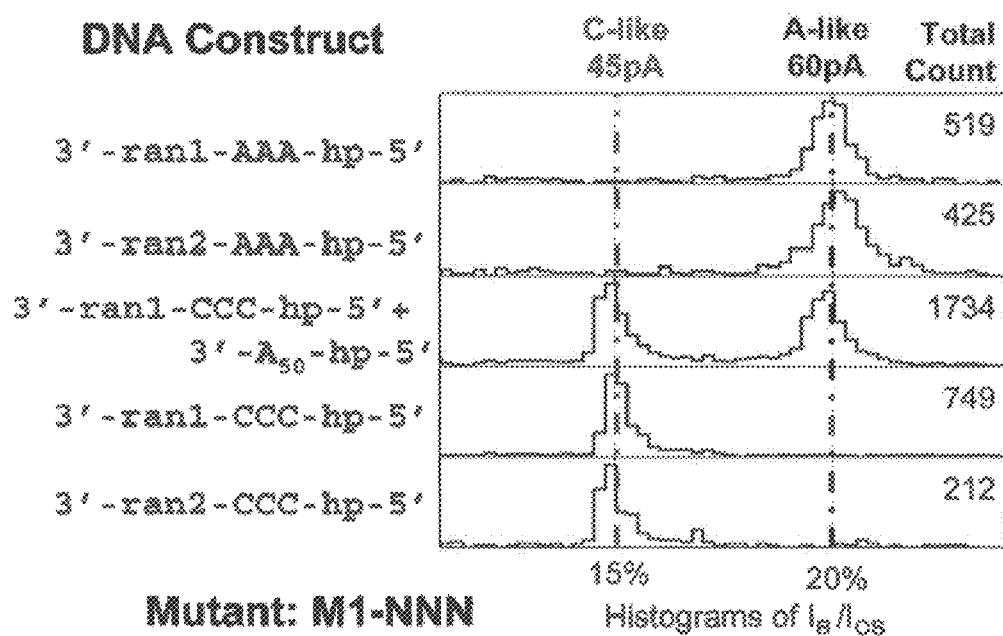 DNA Construct
C-like
45pA
A-like
60pA
Total
Count
3'-ran1-AAA-hp-5'
519
3'-ran2-AAA-hp-5'
425
3'-ran1-CCC-hp-5'+
3'-A50-hp-5'
1734
3'-ran1-CCC-hp-5'
749
3'-ran2-CCC-hp-5'
212
15%
20%
Mutant: M1-NNN
Histograms of IB/IOS